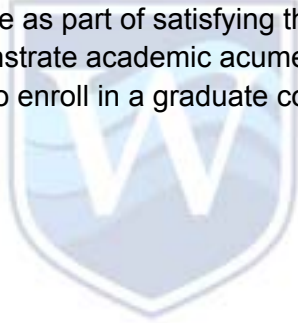 e as part of satisfying th
nstrate academic acume
o enroll in a graduate co
W